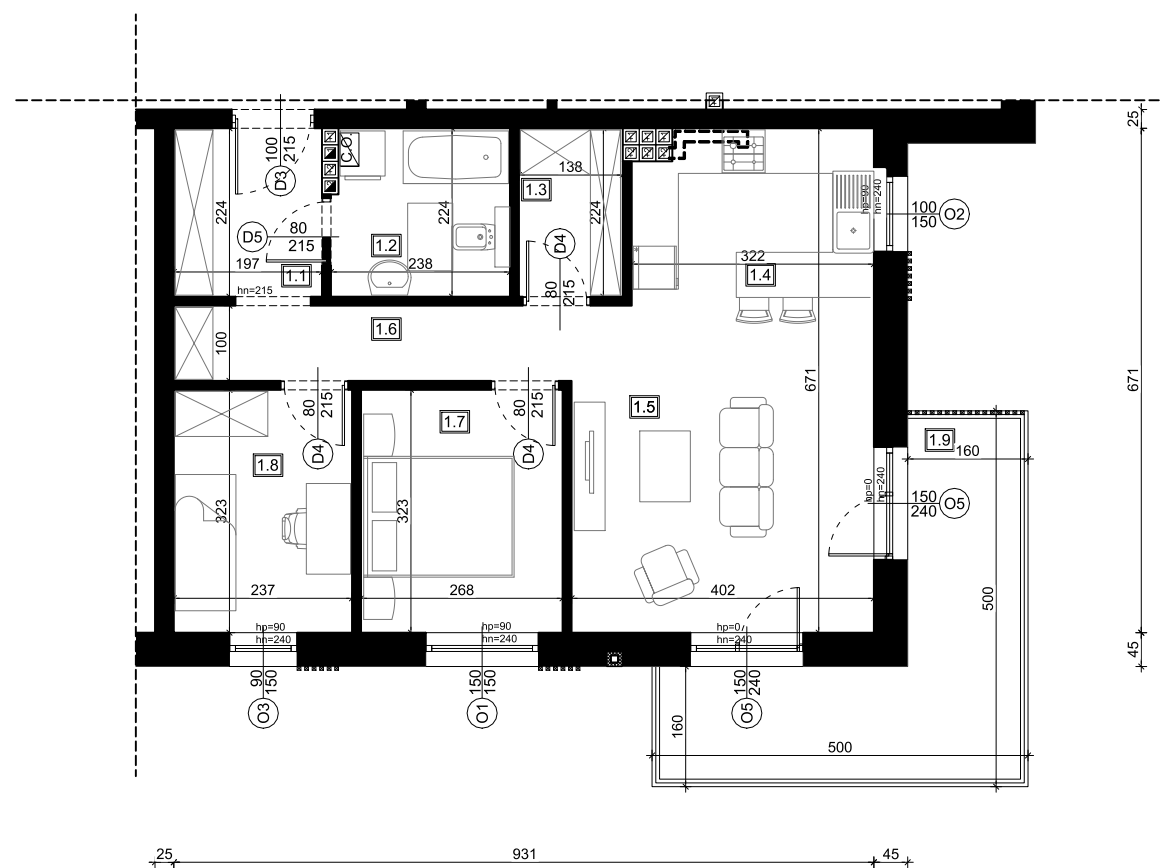 25
100
215
D3
C.O.
138
1.3
224
224
224
hp=90
hn=240
100
150
O2
D5
80
215
1.2
D4
197
1.1
238
322
1.4
hn=215
80
215
1.6
100
671
671
80
215
80
215
1.7
1.5
D4
D4
1.8
1.9
160
hp=0
hn=240
150
240
O5
323
323
237
268
402
500
hp=90
hn=240
hp=90
hn=240
hp=0
hn=240
45
90
150
O3
150
150
O1
150
240
O5
160
500
25
931
45